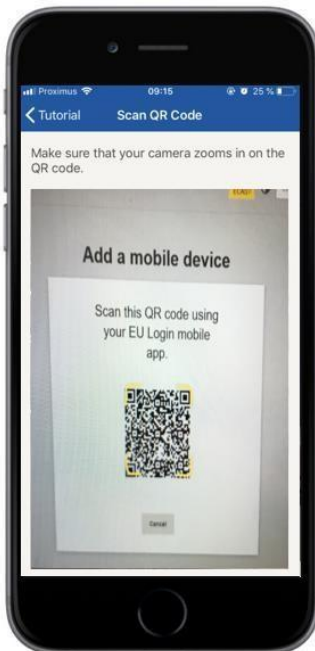 Proximus 09:15 25 %
Tutorial Scan QR Code
Make sure that your camera zooms in on the
QR code.
Add a mobile device
Scan this QR code using
your EU Login mobile
app.
Cancel